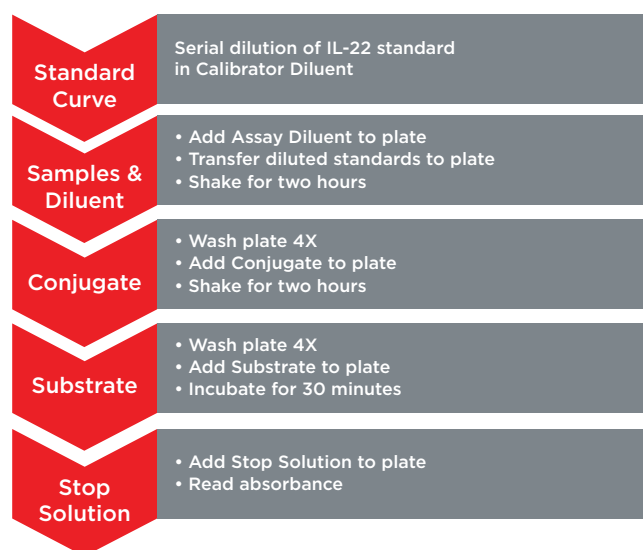 Standard
Curve
Serial dilution of IL-22 standard
in Calibrator Diluent
Samples &
Diluent
• Add Assay Diluent to plate
• Transfer diluted standards to plate
• Shake for two hours
Conjugate
• Wash plate 4X
• Add Conjugate to plate
• Shake for two hours
Substrate
• Wash plate 4X
• Add Substrate to plate
• Incubate for 30 minutes
Stop
Solution
• Add Stop Solution to plate
• Read absorbance